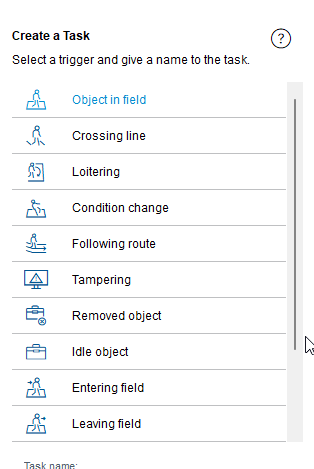 Create a Task
?
Select a trigger and give a name to the task.
Object in field
Crossing line
Loitering
Condition change
Following route
Tampering
Removed object
Idle object
Entering field
Leaving field
Task name: